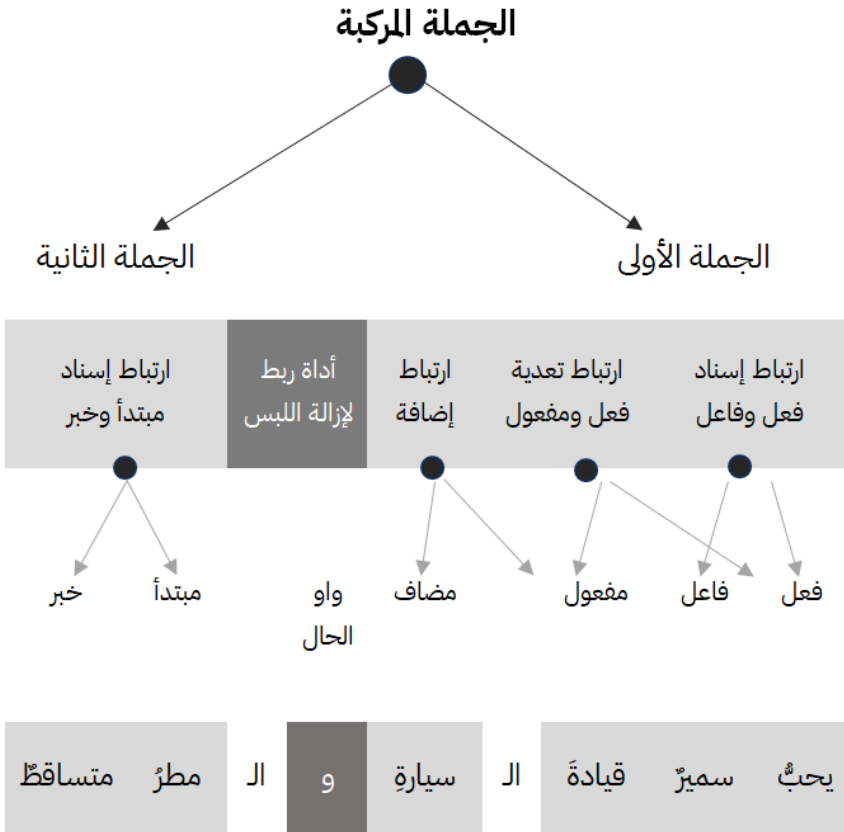 الجملة المركبة
الجملة الأولى الجملة الثانية
ارتباط إسناد ارتباط تعدية ارتباط أداة ربط ارتباط إسناد
فعل وفاعل فعل ومفعول إضافة لإزالة اللبس مبتدأ وخبر
فعل فاعل مفعول مضاف واو مبتدأ خبر
الحال
يحبُّ سميرٌ قيادةَ الـ سيارةِ و الـ مطرُ متساقطٌ